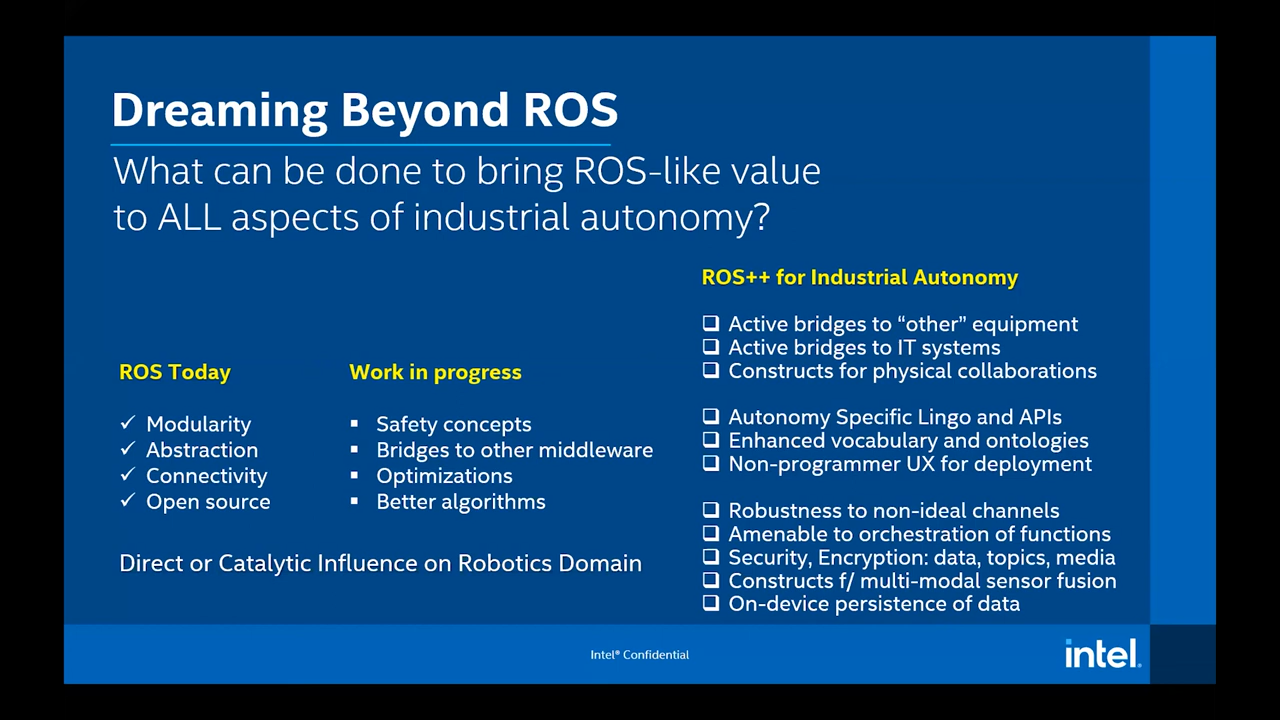 Dreaming Beyond ROS
What can be done to bring ROS-like value
to ALL aspects of industrial autonomy?
ROS Today
✓ Modularity
✓ Abstraction
✓ Connectivity
✓ Open source
Work in progress
▪ Safety concepts
▪ Bridges to other middleware
▪ Optimizations
▪ Better algorithms
Direct or Catalytic Influence on Robotics Domain
ROS++ for Industrial Autonomy
❑ Active bridges to “other” equipment
❑ Active bridges to IT systems
❑ Constructs for physical collaborations
❑ Autonomy Specific Lingo and APIs
❑ Enhanced vocabulary and ontologies
❑ Non-programmer UX for deployment
❑ Robustness to non-ideal channels
❑ Amenable to orchestration of functions
❑ Security, Encryption: data, topics, media
❑ Constructs f/ multi-modal sensor fusion
❑ On-device persistence of data
Intel® Confidential
intel.